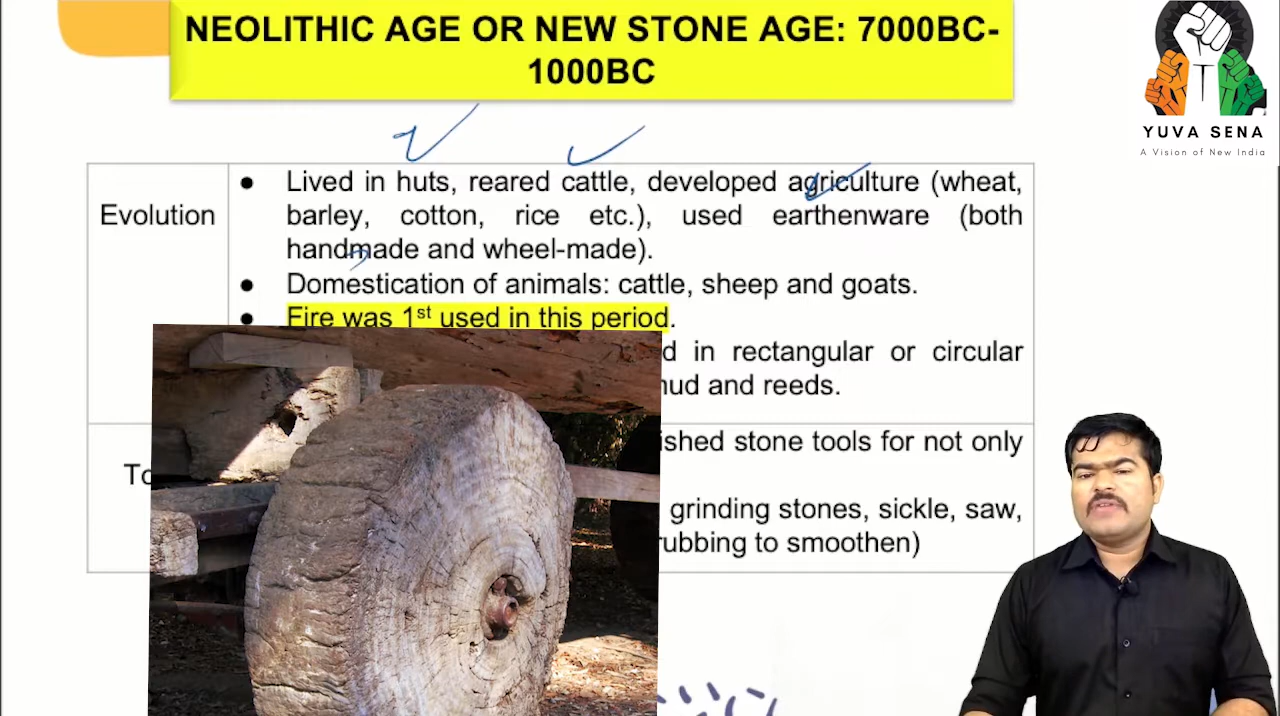 NEOLITHIC AGE OR NEW STONE AGE: 7000BC-
1000BC
YUVA SENA
A Vision of New India
Evolution
● Lived in huts, reared cattle, developed agriculture (wheat,
barley, cotton, rice etc.), used earthenware (both
handmade and wheel-made).
● Domestication of animals: cattle, sheep and goats.
● Fire was 1st used in this period.
in rectangular or circular
and reeds.
stone tools for not only
grinding stones, sickle, saw,
rubbing to smoothen)